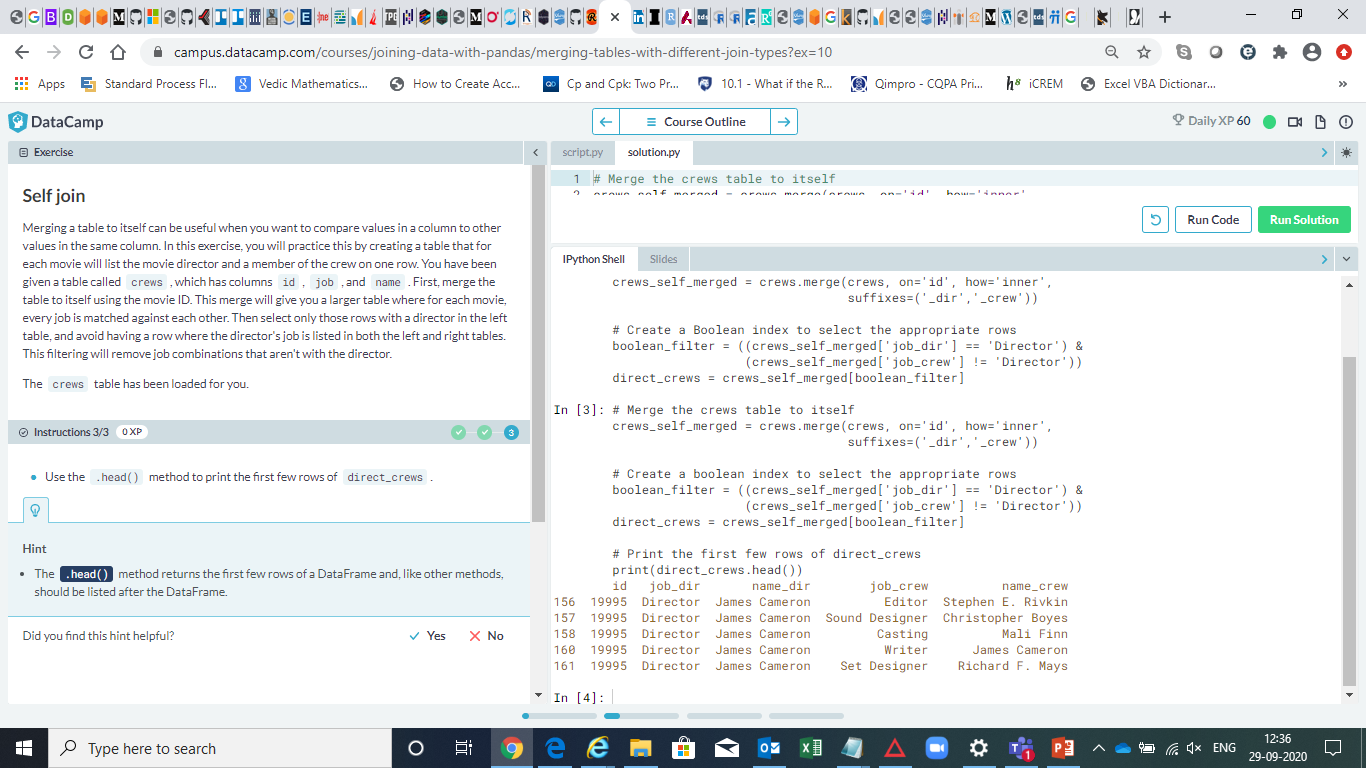 campus.datacamp.com/courses/joining-data-with-pandas/merging-tables-with-different-join-types?ex=10
Apps
Standard Process Fl...
Vedic Mathematics...
How to Create Acc...
Cp and Cpk: Two Pr...
10.1 - What if the R...
Qimpro - CQPA Pri...
iCREM
Excel VBA Dictionar...
DataCamp
Course Outline
Daily XP 60
Exercise
Self join
Merging a table to itself can be useful when you want to compare values in a column to other
values in the same column. In this exercise, you will practice this by creating a table that for
each movie will list the movie director and a member of the crew on one row. You have been
given a table called crews , which has columns id , job , and name . First, merge the
table to itself using the movie ID. This merge will give you a larger table where for each movie,
every job is matched against each other. Then select only those rows with a director in the left
table, and avoid having a row where the director's job is listed in both the left and right tables.
This filtering will remove job combinations that aren't with the director.
The crews table has been loaded for you.
Instructions 3/3 0 XP
3
Use the .head() method to print the first few rows of direct_crews .
Hint
The .head() method returns the first few rows of a DataFrame and, like other methods,
should be listed after the DataFrame.
Did you find this hint helpful? Yes No
script.py solution.py
1 # Merge the crews table to itself
2 crews_self_merged = crews.merge(crews, on='id', how='inner',
Run Code Run Solution
IPython Shell Slides
crews_self_merged = crews.merge(crews, on='id', how='inner',
suffixes=('_dir','_crew'))
# Create a Boolean index to select the appropriate rows
boolean_filter = ((crews_self_merged['job_dir'] == 'Director') &
(crews_self_merged['job_crew'] != 'Director'))
direct_crews = crews_self_merged[boolean_filter]
In [3]: # Merge the crews table to itself
crews_self_merged = crews.merge(crews, on='id', how='inner',
suffixes=('_dir','_crew'))
# Create a boolean index to select the appropriate rows
boolean_filter = ((crews_self_merged['job_dir'] == 'Director') &
(crews_self_merged['job_crew'] != 'Director'))
direct_crews = crews_self_merged[boolean_filter]
# Print the first few rows of direct_crews
print(direct_crews.head())
id job_dir name_dir job_crew name_crew
156 19995 Director James Cameron Editor Stephen E. Rivkin
157 19995 Director James Cameron Sound Designer Christopher Boyes
158 19995 Director James Cameron Casting Mali Finn
160 19995 Director James Cameron Writer James Cameron
161 19995 Director James Cameron Set Designer Richard F. Mays
In [4]:
Type here to search
ENG
12:36
29-09-2020